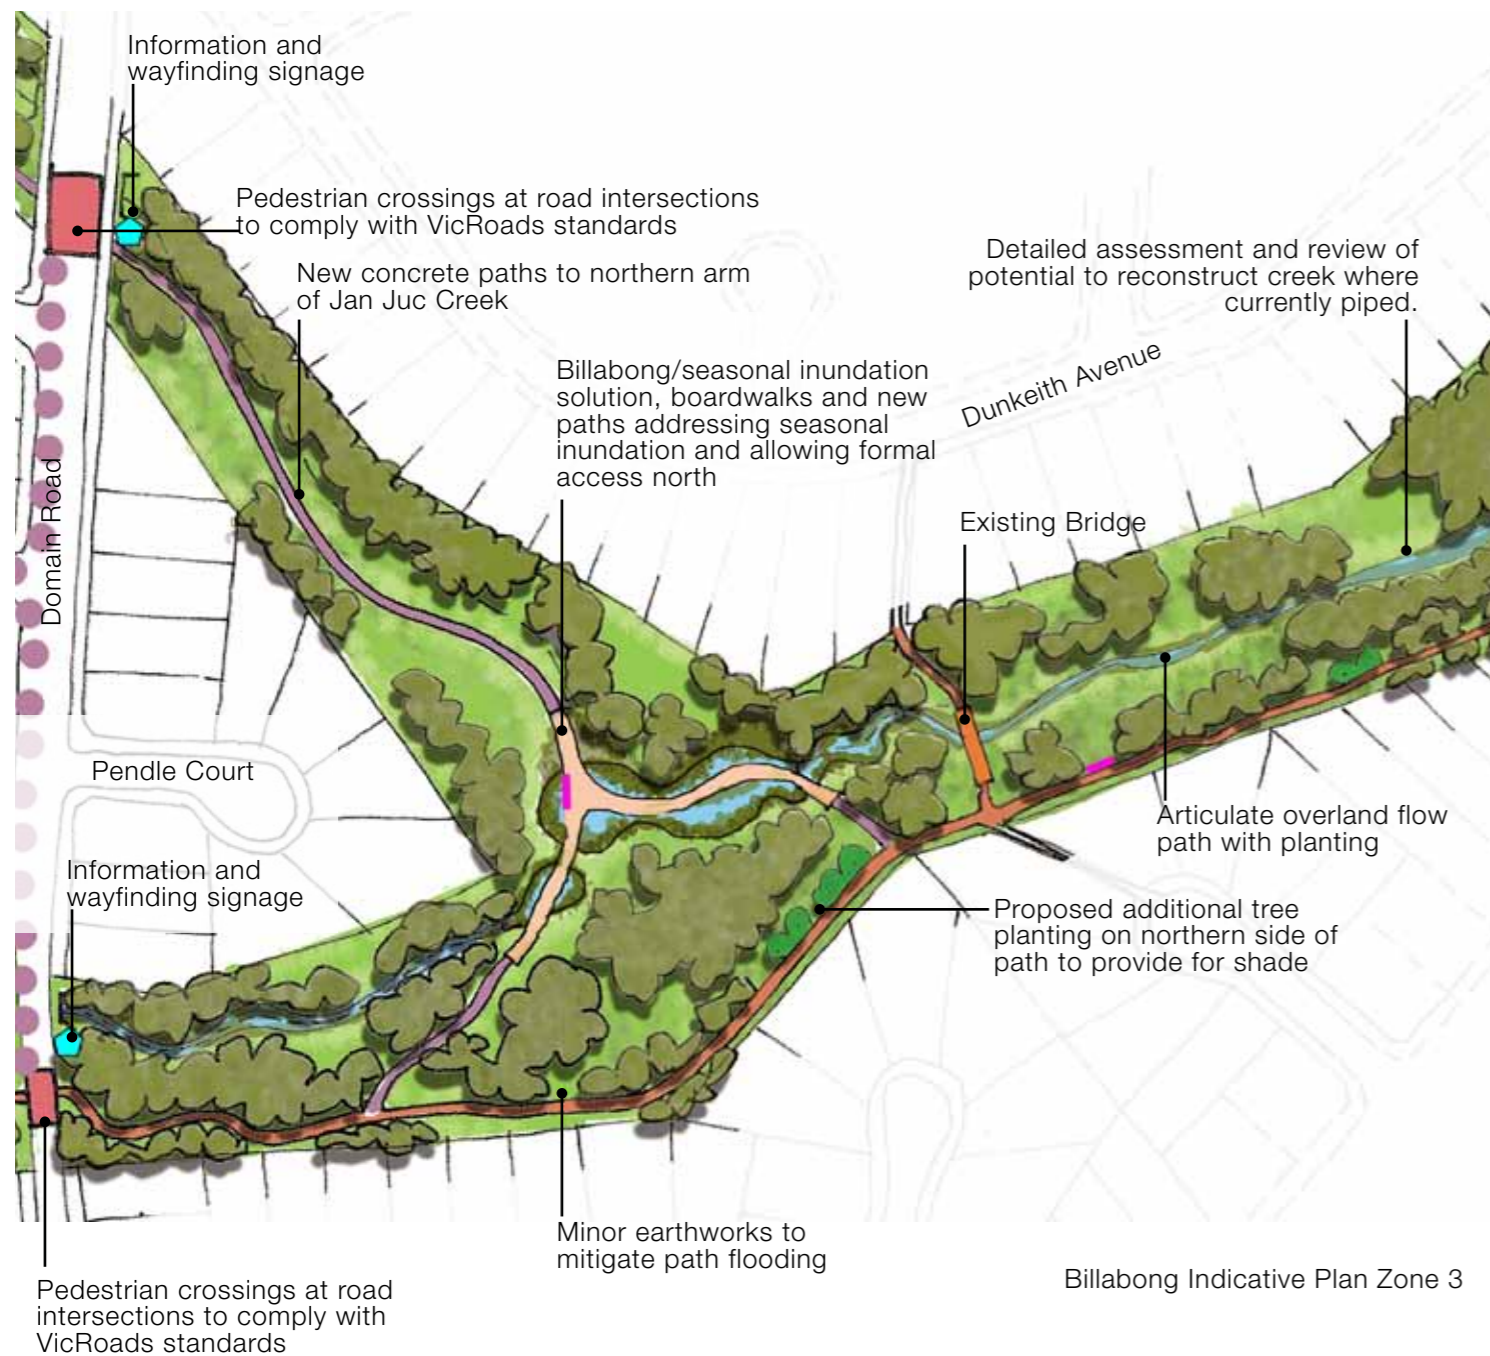 Information and
wayfinding signage
Pedestrian crossings at road intersections
to comply with VicRoads standards
New concrete paths to northern arm
of Jan Juc Creek
Detailed assessment and review of
potential to reconstruct creek where
currently piped.
Billabong/seasonal inundation
solution, boardwalks and new
paths addressing seasonal
inundation and allowing formal
access north
Dunkeith Avenue
Existing Bridge
Domain Road
Pendle Court
Articulate overland flow
path with planting
Information and
wayfinding signage
Proposed additional tree
planting on northern side of
path to provide for shade
Minor earthworks to
mitigate path flooding
Billabong Indicative Plan Zone 3
Pedestrian crossings at road
intersections to comply with
VicRoads standards